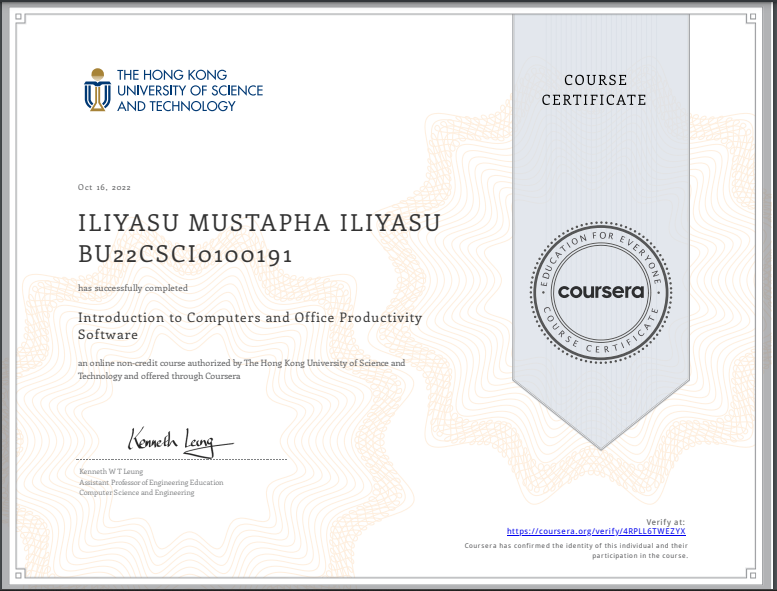 THE HONG KONG
UNIVERSITY OF SCIENCE
AND TECHNOLOGY
COURSE
CERTIFICATE
Oct 16, 2022
ILIYASU MUSTAPHA ILIYASU
BU22CSCI0100191
has successfully completed
Introduction to Computers and Office Productivity
Software
an online non-credit course authorized by The Hong Kong University of Science and
Technology and offered through Coursera
EDUCATION FOR EVERYONE
coursera
COURSE CERTIFICATE
Kenneth Leung
Kenneth W T Leung
Assistant Professor of Engineering Education
Computer Science and Engineering
Verify at:
https://coursera.org/verify/4RPLL6TWEZYX
Coursera has confirmed the identity of this individual and their
participation in the course.